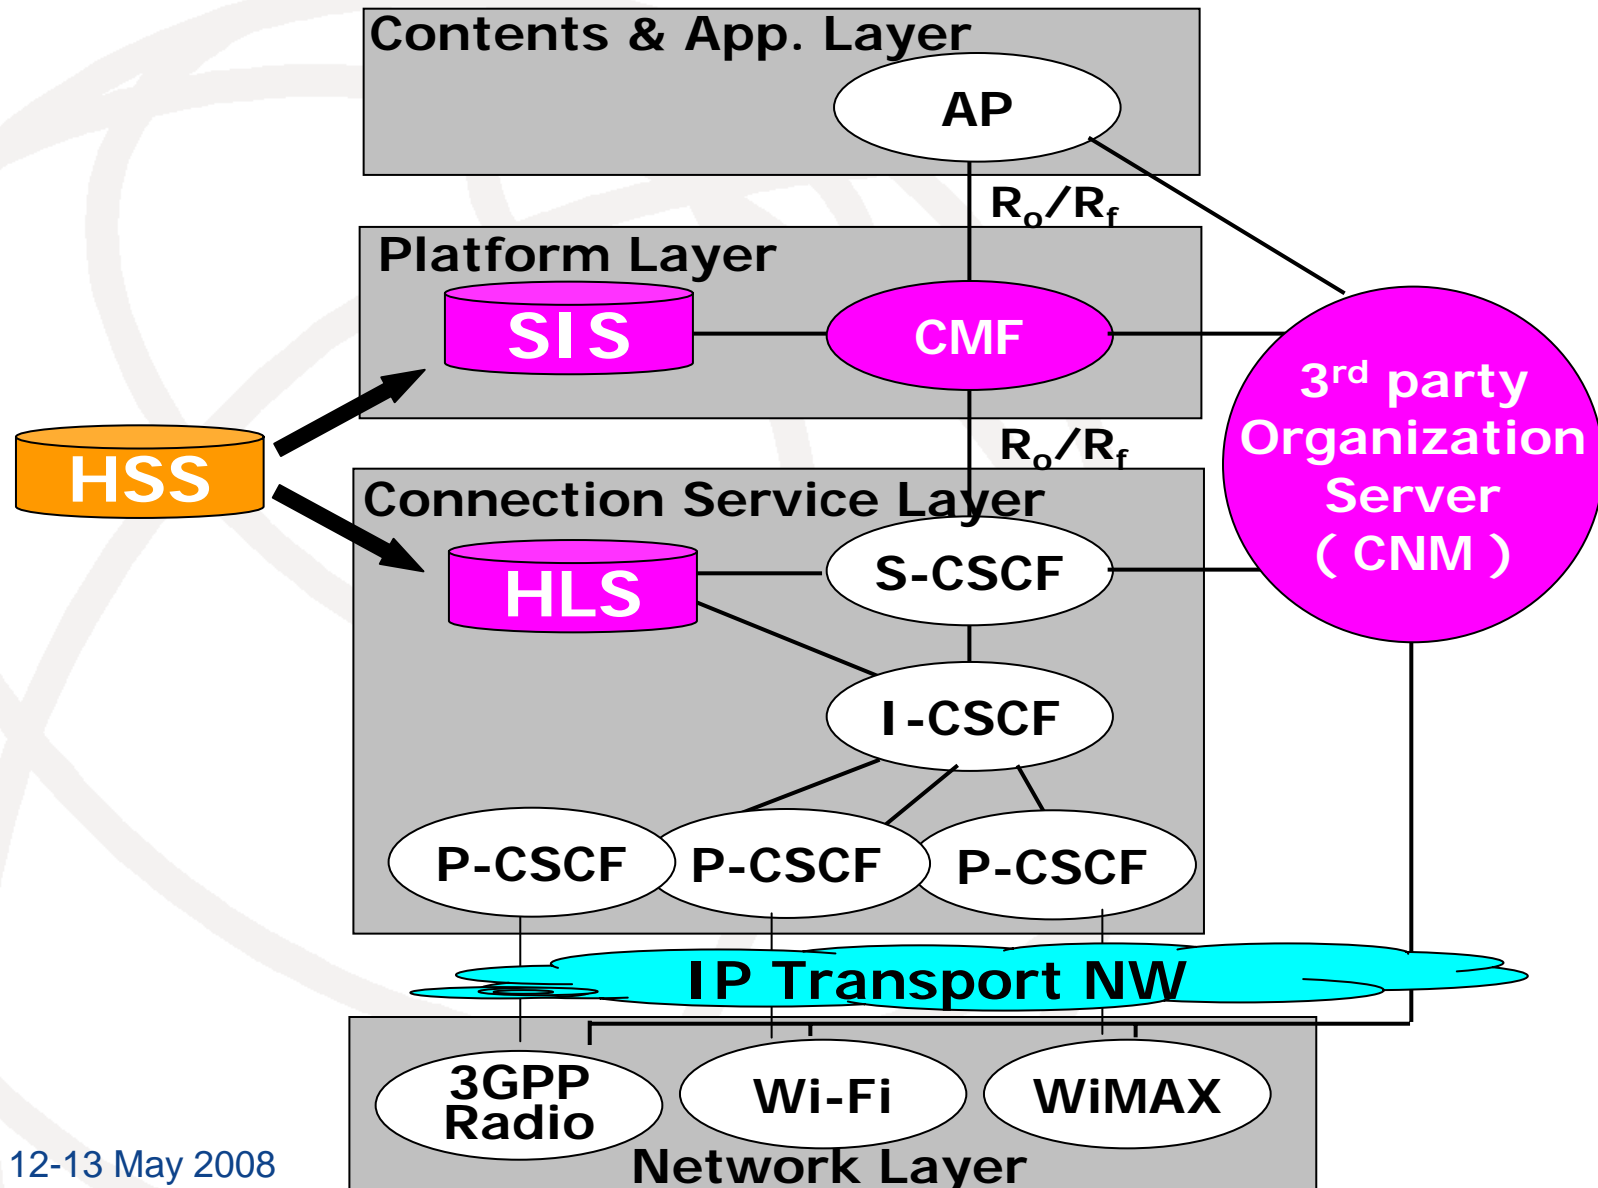 Contents & App. Layer
AP
Ro/Rf
Platform Layer
SIS
CMF
3rd party
Organization
Server
( CNM )
HSS
Ro/Rf
Connection Service Layer
S-CSCF
HLS
I-CSCF
P-CSCF
P-CSCF
P-CSCF
IP Transport NW
3GPP
Radio
Wi-Fi
WiMAX
Network Layer
12-13 May 2008